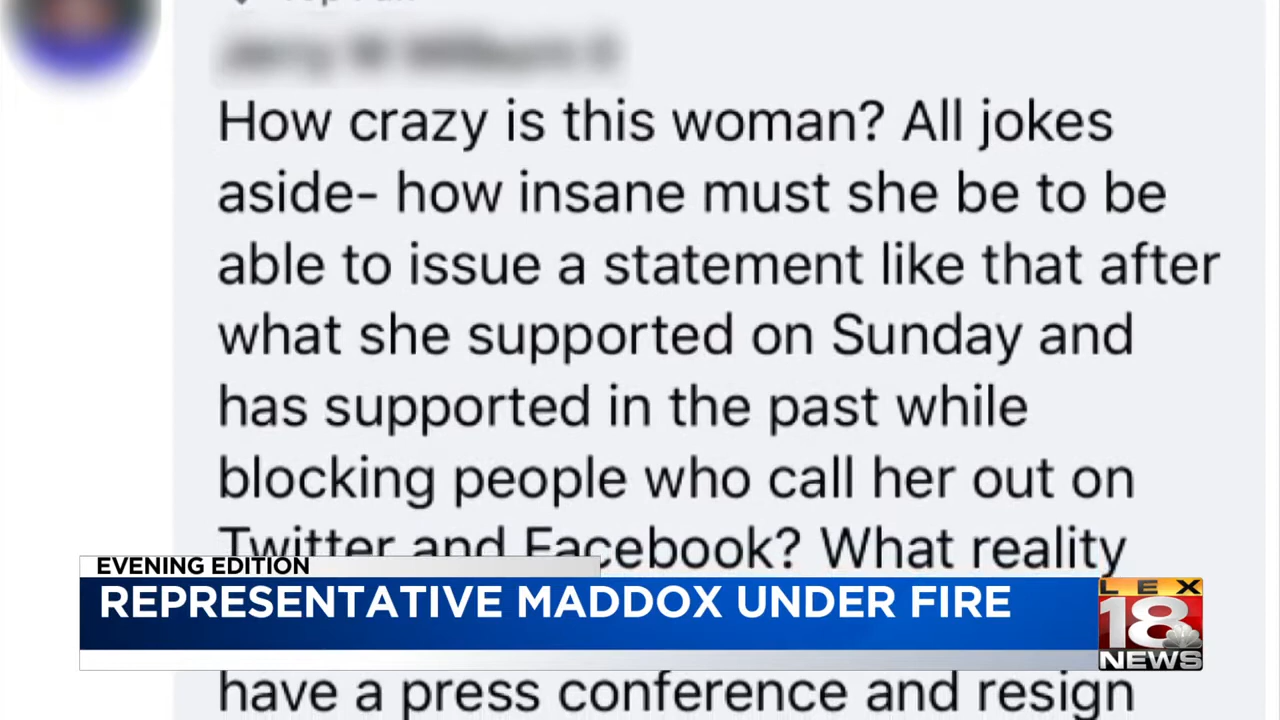 How crazy is this woman? All jokes
aside- how insane must she be to be
able to issue a statement like that after
what she supported on Sunday and
has supported in the past while
blocking people who call her out on
Twitter and Facebook? What reality
EVENING EDITION
REPRESENTATIVE MADDOX UNDER FIRE
LEX
18
NEWS
have a press conference and resign